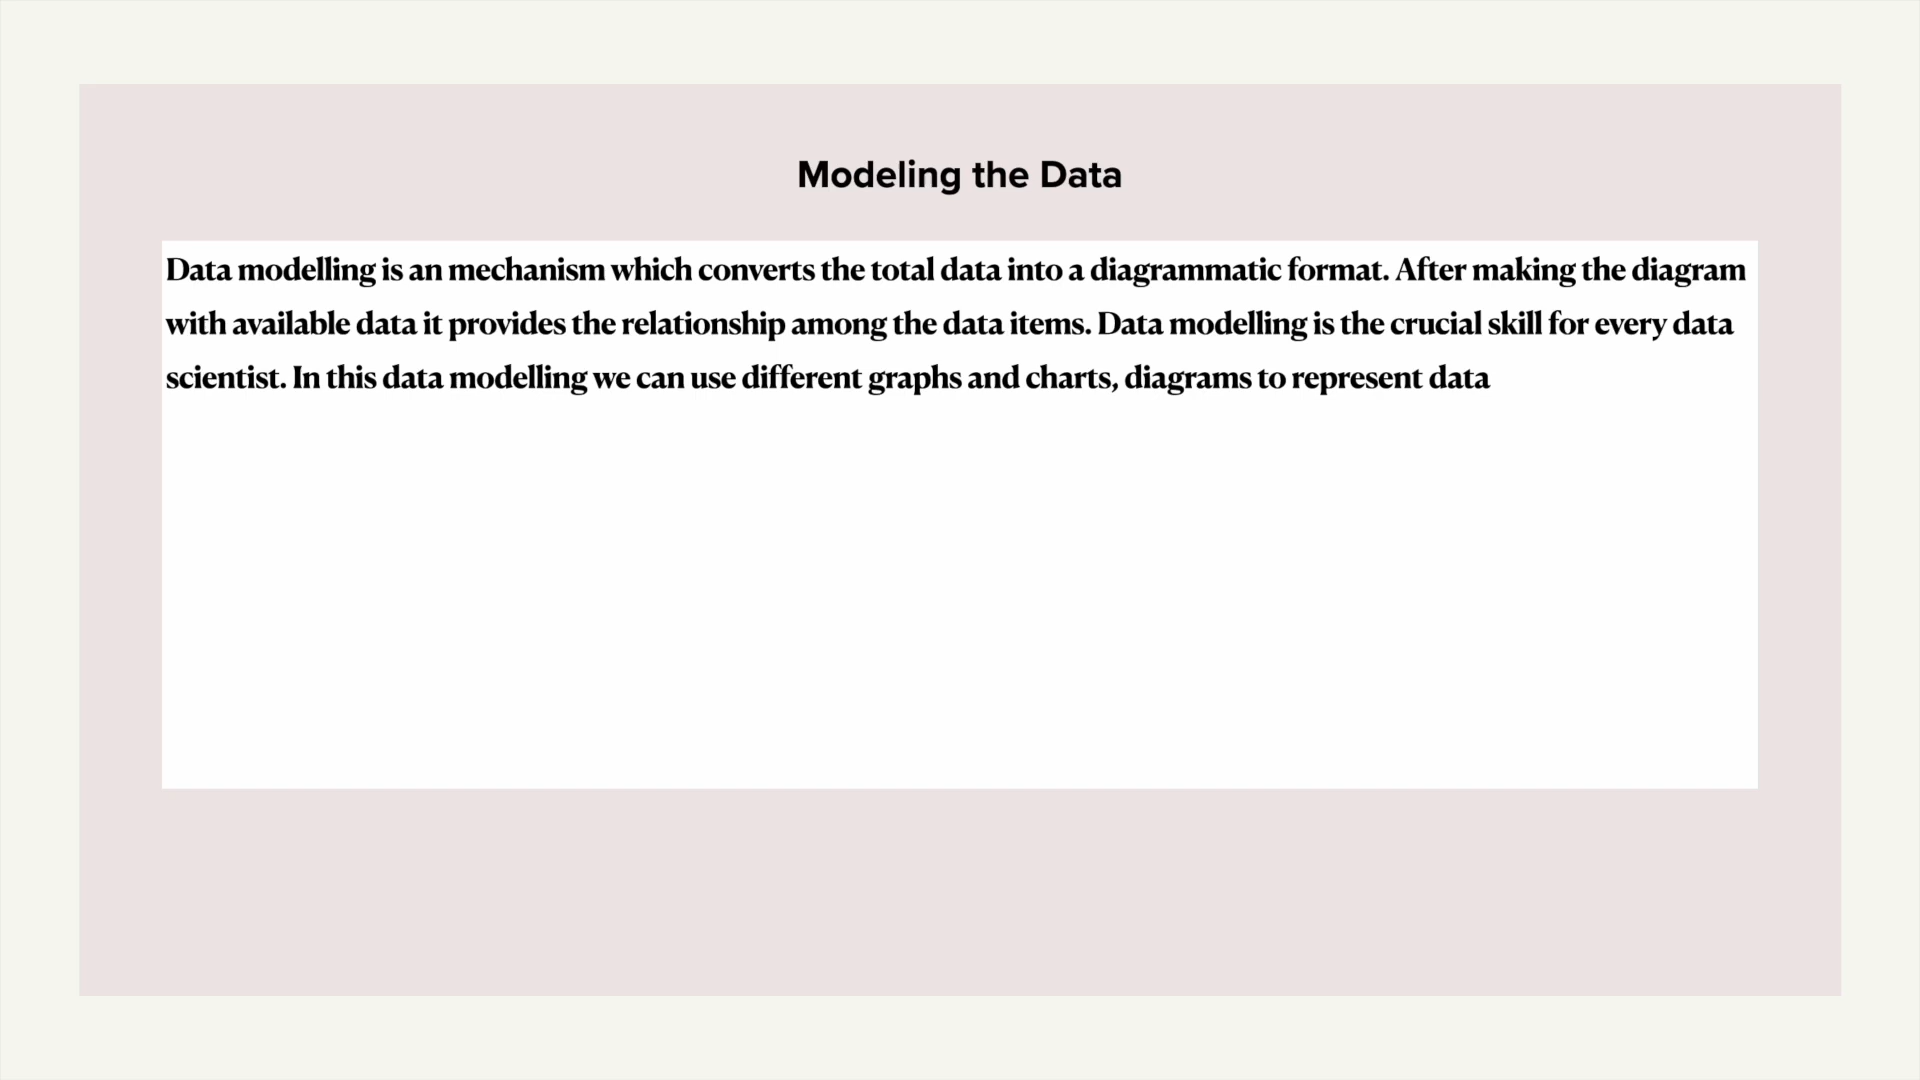 Modeling the Data
Data modelling is an mechanism which converts the total data into a diagrammatic format. After making the diagram
with available data it provides the relationship among the data items. Data modelling is the crucial skill for every data
scientist. In this data modelling we can use different graphs and charts, diagrams to represent data